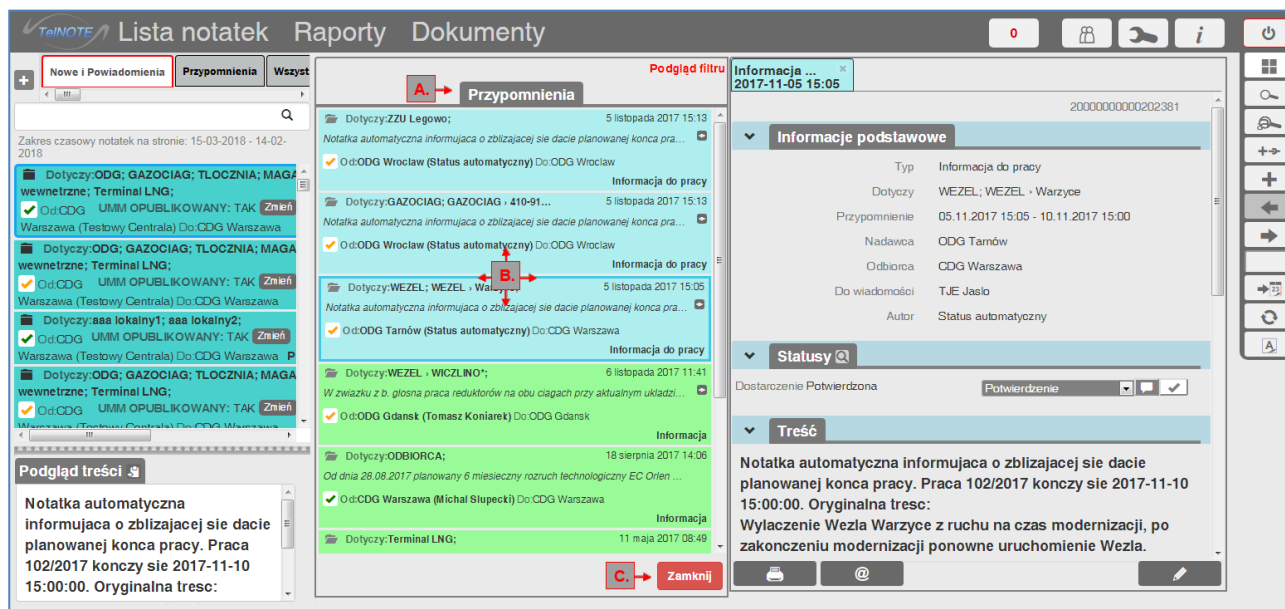 TelNOTE Lista notatek Raporty Dokumenty 0 i
Nowe i Powiadomienia Przypomnienia Wszyst
Zakres czasowy notatek na stronie: 15-03-2018 - 14-02-
2018
Dotyczy:ODG; GAZOCIAG; TLOCZNIA; MAGA
wewnetrzne; Terminal LNG;
Od:CDG UMM OPUBLIKOWANY: TAK Zmień
Warszawa (Testowy Centrala) Do:CDG Warszawa
Dotyczy:ODG; GAZOCIAG; TLOCZNIA; MAGA
wewnetrzne; Terminal LNG;
Od:CDG UMM OPUBLIKOWANY: TAK Zmień
Warszawa (Testowy Centrala) Do:CDG Warszawa
Dotyczy:aaa lokalny1; aaa lokalny2;
Od:CDG UMM OPUBLIKOWANY: TAK Zmień
Warszawa (Testowy Centrala) Do:CDG Warszawa P
Dotyczy:ODG; GAZOCIAG; TLOCZNIA; MAGA
wewnetrzne; Terminal LNG;
Od:CDG UMM OPUBLIKOWANY: TAK Zmień
Warszawa (Testowy Centrala) Do:CDG Warszawa
Podgląd treści
Notatka automatyczna
informujaca o zblizajacej sie dacie
planowanej konca pracy. Praca
102/2017 konczy sie 2017-11-10
15:00:00. Oryginalna tresc:
Podgląd filtru
A. Przypomnienia
Dotyczy:ZZU Legowo; 5 listopada 2017 15:13
Notatka automatyczna informujaca o zblizajacej sie dacie planowanej konca pra...
Od:ODG Wroclaw (Status automatyczny) Do:ODG Wroclaw
Informacja do pracy
Dotyczy:GAZOCIAG; GAZOCIAG › 410-91... 5 listopada 2017 15:13
Notatka automatyczna informujaca o zblizajacej sie dacie planowanej konca pra...
Od:ODG Wroclaw (Status automatyczny) Do:ODG Wroclaw
Informacja do pracy
B.
Dotyczy:WEZEL; WEZEL › 5 listopada 2017 15:05
Notatka automatyczna informujaca o zblizajacej sie dacie planowanej konca pra...
Od:ODG Tarnów (Status automatyczny) Do:CDG Warszawa
Informacja do pracy
Dotyczy:WEZEL › WICZLINO*; 6 listopada 2017 11:41
W zwiazku z b. glosna praca reduktorów na obu ciagach przy aktualnym ukladzi...
Od:ODG Gdansk (Tomasz Koniarek) Do:ODG Gdansk
Informacja
Dotyczy:ODBIORCA; 18 sierpnia 2017 14:06
Od dnia 28.08.2017 planowany 6 miesieczny rozruch technologiczny EC Orlen ...
Od:CDG Warszawa (Michal Slupecki) Do:CDG Warszawa
Informacja
Dotyczy:Terminal LNG; 11 maja 2017 08:49
C. Zamknij
Informacja ... ×
2017-11-05 15:05
20000000000202381
Informacje podstawowe
Typ Informacja do pracy
Dotyczy WEZEL; WEZEL › Warzyce
Przypomnienie 05.11.2017 15:05 - 10.11.2017 15:00
Nadawca ODG Tarnów
Odbiorca CDG Warszawa
Do wiadomości TJE Jaslo
Autor Status automatyczny
Statusy
Dostarczenie Potwierdzona Potwierdzenie
Treść
Notatka automatyczna informujaca o zblizajacej sie dacie
planowanej konca pracy. Praca 102/2017 konczy sie 2017-11-10
15:00:00. Oryginalna tresc:
Wylaczenie Wezla Warzyce z ruchu na czas modernizacji, po
zakonczeniu modernizacji ponowne uruchomienie Wezla.
@
23
A